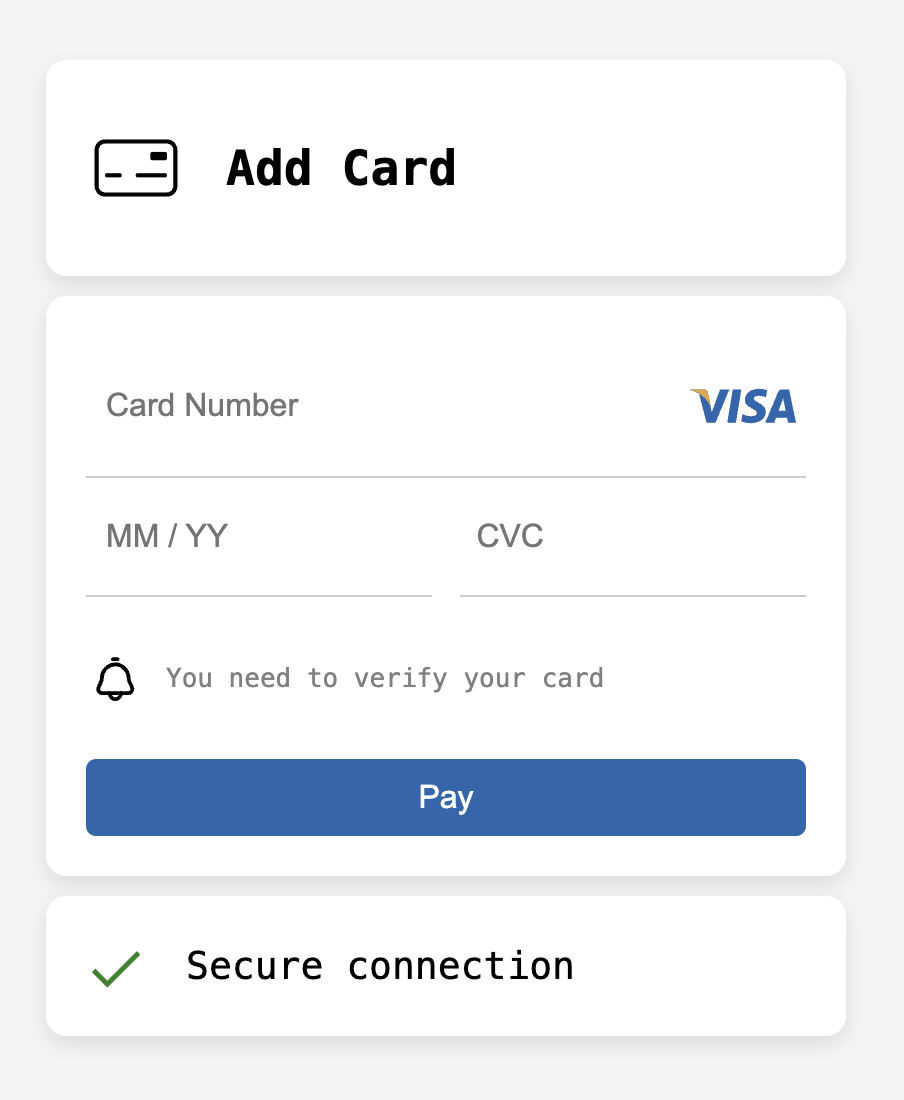 Add Card
Card Number
VISA
MM / YY
CVC
You need to verify your card
Pay
Secure connection